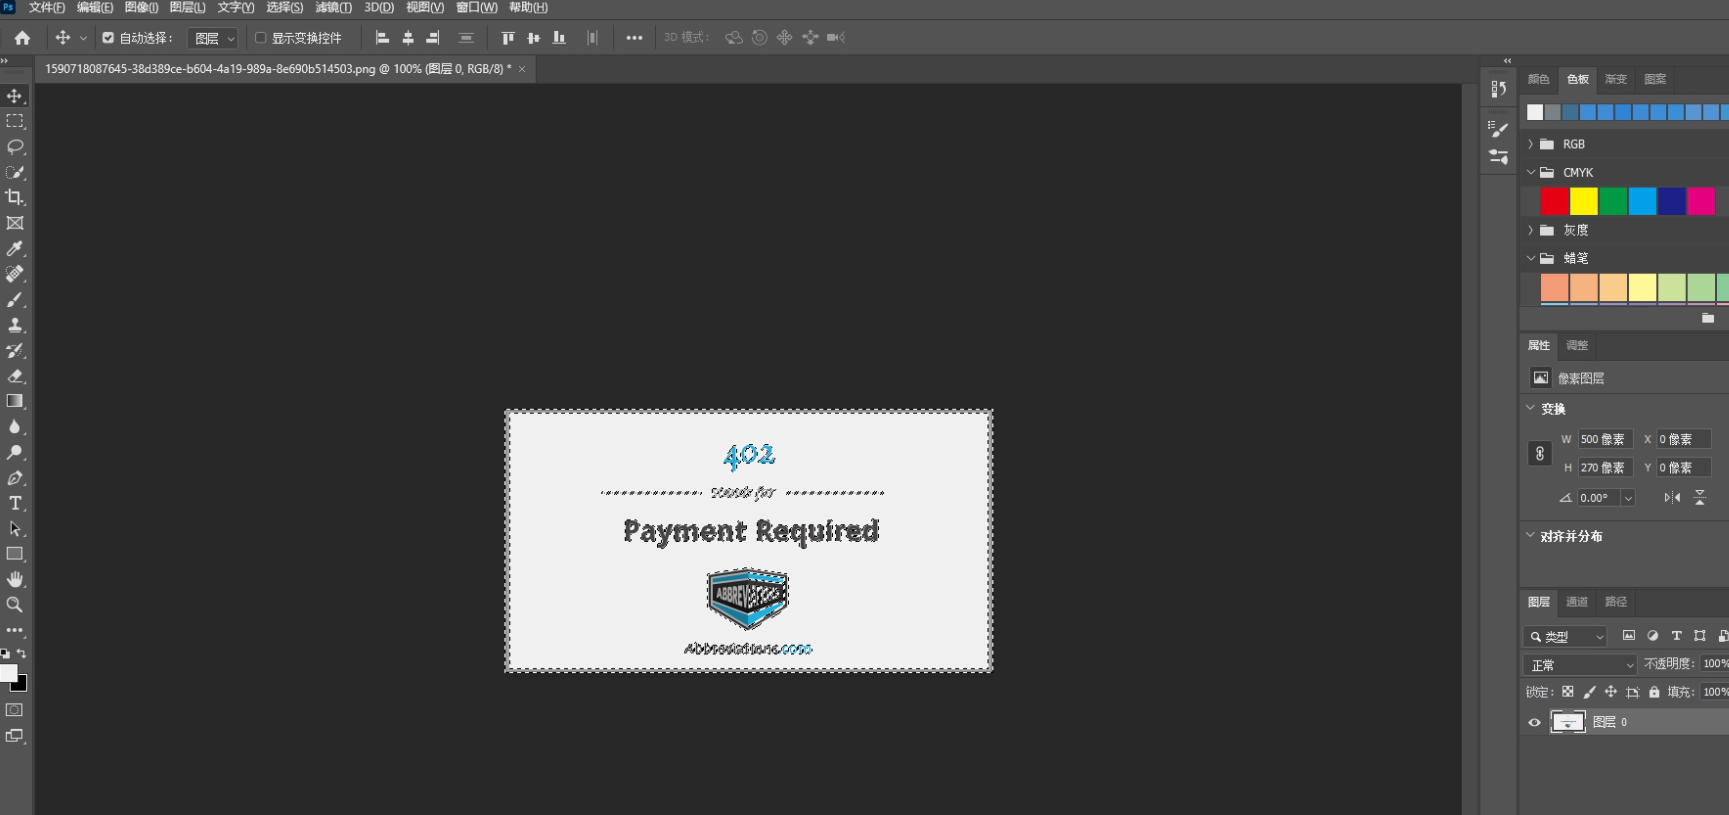 Ps 文件(F) 编辑(E) 图像(I) 图层(L) 文字(Y) 选择(S) 滤镜(T) 3D(D) 视图(V) 窗口(W) 帮助(H)
自动选择： 图层 显示变换控件 3D 模式：
1590718087645-38d389ce-b604-4a19-989a-8e690b514503.png @ 100% (图层 0, RGB/8) * ×
颜色 色板 渐变 图案
RGB
CMYK
灰度
蜡笔
属性 调整
像素图层
变换
W 500 像素 X 0 像素
H 270 像素 Y 0 像素
0.00°
对齐并分布
图层 通道 路径
类型
正常 不透明度： 100%
锁定： 填充： 100%
图层 0
402
stands for
Payment Required
Abbreviations.com